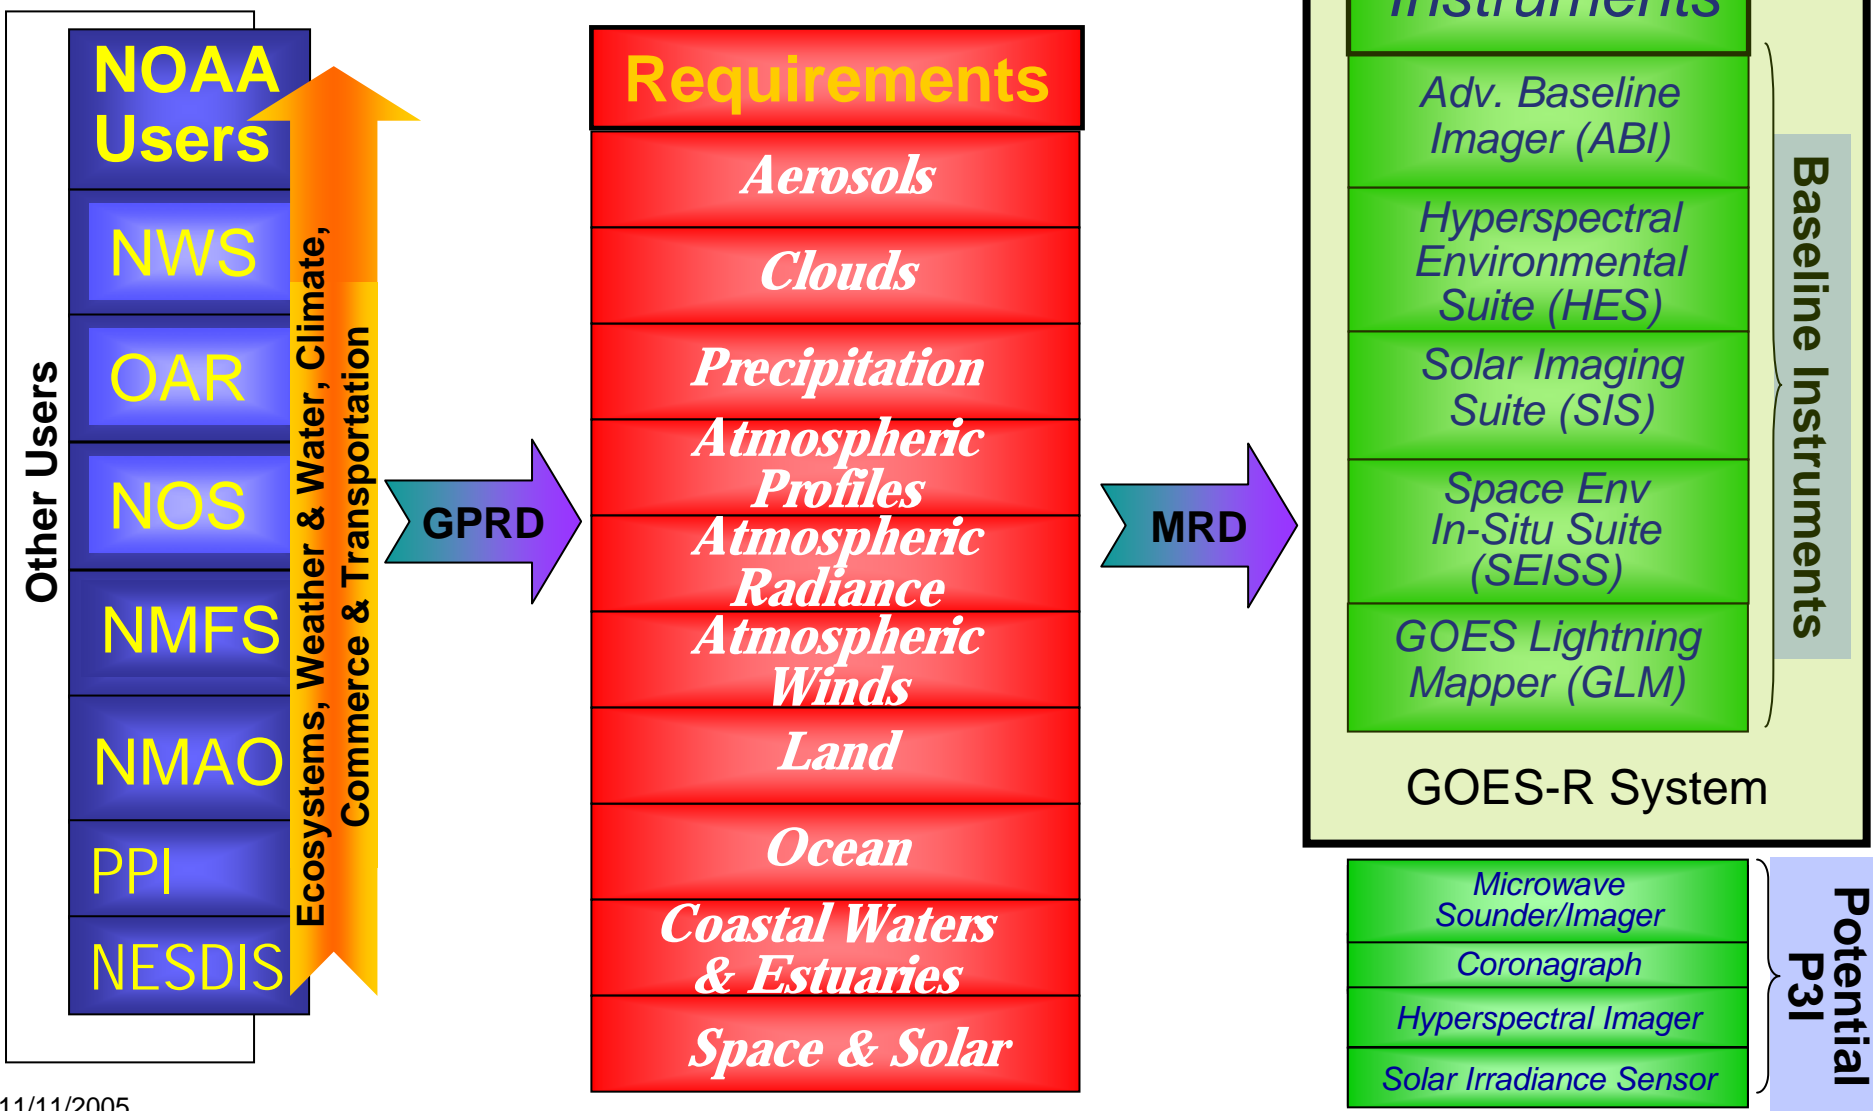 Other Users
NOAA
Users
NWS
OAR
NOS
NMFS
NMAO
PPI
NESDIS
Ecosystems, Weather & Water, Climate,
Commerce & Transportation
GPRD
Requirements
Aerosols
Clouds
Precipitation
Atmospheric
Profiles
Atmospheric
Radiance
Atmospheric
Winds
Land
Ocean
Coastal Waters
& Estuaries
Space & Solar
MRD
Instruments
Adv. Baseline
Imager (ABI)
Hyperspectral
Environmental
Suite (HES)
Solar Imaging
Suite (SIS)
Space Env
In-Situ Suite
(SEISS)
GOES Lightning
Mapper (GLM)
Baseline Instruments
GOES-R System
Microwave
Sounder/Imager
Coronagraph
Hyperspectral Imager
Solar Irradiance Sensor
Potential
P3I
11/11/2005